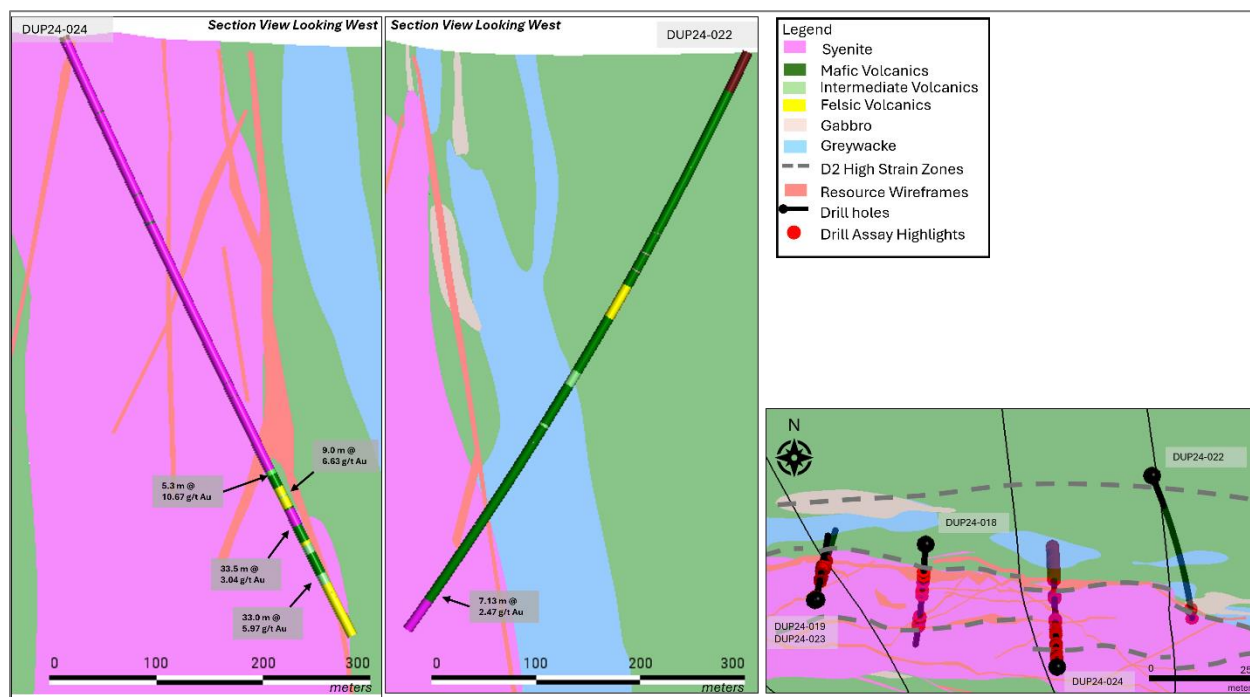 DUP24-024
Section View Looking West
9.0 m @
6.63 g/t Au
5.3 m @
10.67 g/t Au
33.5 m @
3.04 g/t Au
33.0 m @
5.97 g/t Au
0 100 200 300
meters
Section View Looking West
DUP24-022
7.13 m @
2.47 g/t Au
0 100 200 300
meters
Legend
Syenite
Mafic Volcanics
Intermediate Volcanics
Felsic Volcanics
Gabbro
Greywacke
D2 High Strain Zones
Resource Wireframes
Drill holes
Drill Assay Highlights
N
DUP24-022
DUP24-018
DUP24-019
DUP24-023
DUP24-024
0